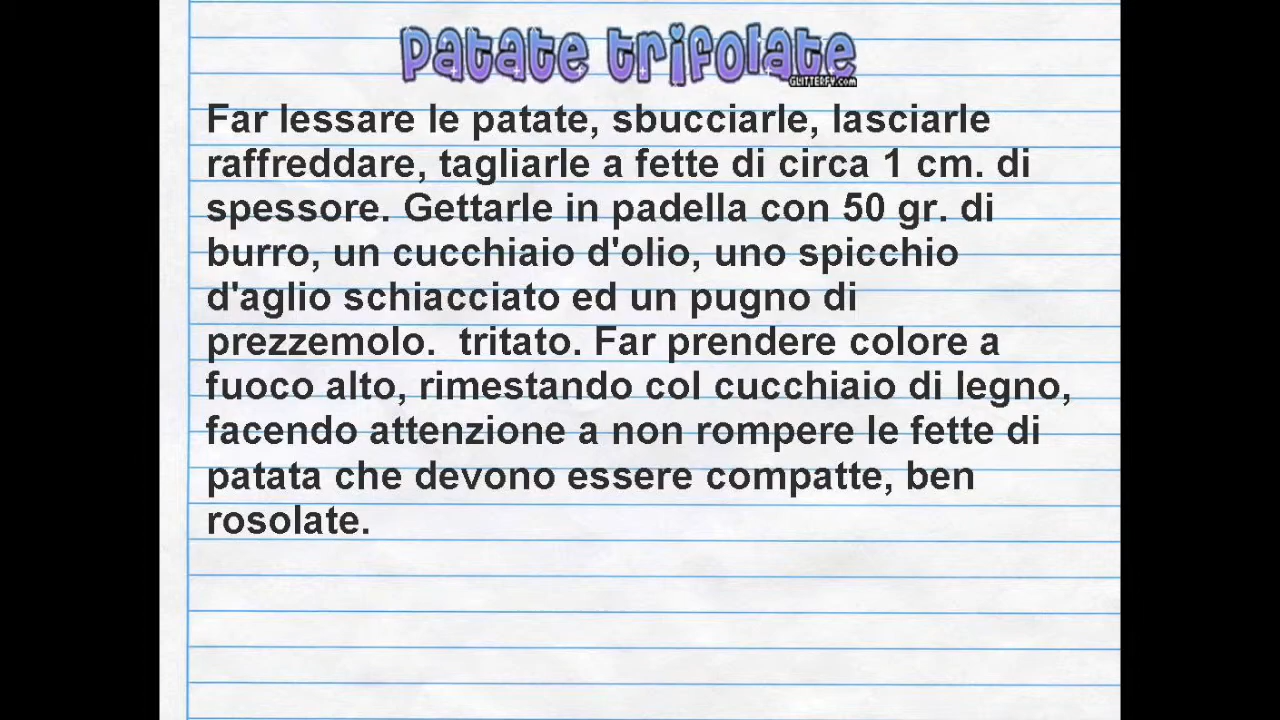 Patate trifolate
GLITTERFY.com
Far lessare le patate, sbucciarle, lasciarle
raffreddare, tagliarle a fette di circa 1 cm. di
spessore. Gettarle in padella con 50 gr. di
burro, un cucchiaio d'olio, uno spicchio
d'aglio schiacciato ed un pugno di
prezzemolo.  tritato. Far prendere colore a
fuoco alto, rimestando col cucchiaio di legno,
facendo attenzione a non rompere le fette di
patata che devono essere compatte, ben
rosolate.